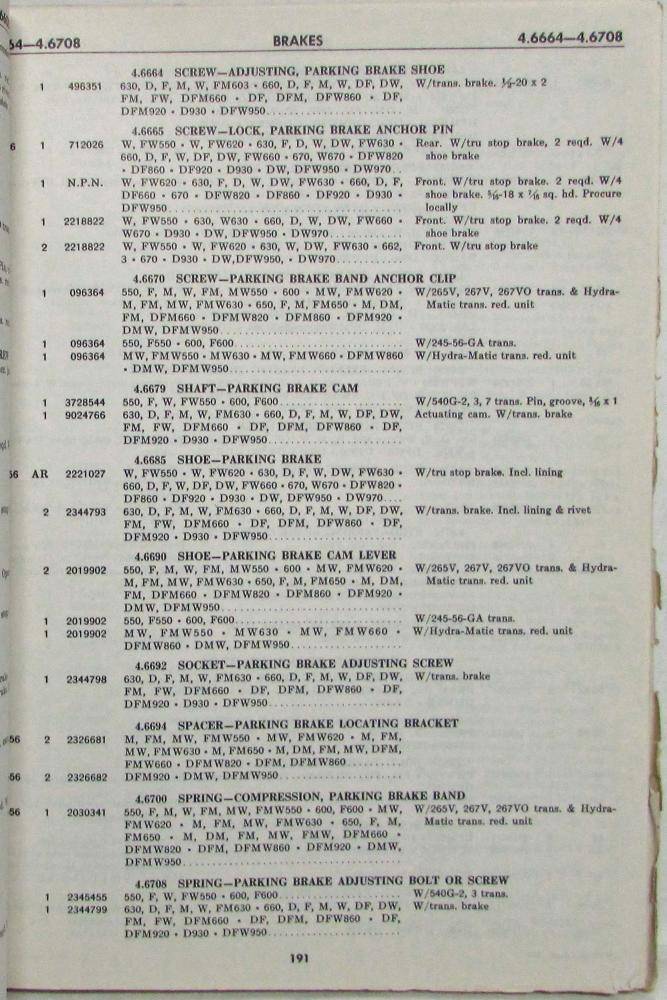 54—4.6708 BRAKES 4.6664—4.6708
4.6664 SCREW—ADJUSTING, PARKING BRAKE SHOE
1 496351 630, D, F, M, W, FM603 • 660, D, F, M, W, DF, DW, W/trans. brake. ½-20 x 2
FM, FW, DFM660 • DF, DFM, DFW860 • DF,
DFM920 • D930 • DFW950
4.6665 SCREW—LOCK, PARKING BRAKE ANCHOR PIN
6 1 712026 W, FW550 • W, FW620 • 630, F, D, W, DW, FW630 • Rear. W/tru stop brake, 2 reqd. W/4
660, D, F, W, DF, DW, FW660 • 670, W670 • DFW820 shoe brake
• DF860 • DF920 • D930 • DW, DFW950 • DW970
1 N.P.N. W, FW620 • 630, F, D, W, DW, FW630 • 660, D, F, Front. W/tru stop brake, 2 reqd. W/4
DF660 • 670 • DFW820 • DF860 • DF920 • D930 • shoe brake. 5/16-18 x 7/16 sq. hd. Procure
DFW950 locally
1 2218822 W, FW550 • 630, W630 • 660, D, W, DW, FW660 • Front. W/tru stop brake. 2 reqd. W/4
W670 • D930 • DW, DFW950 • DW970 shoe brake
2 2218822 W, FW550 • W, FW620 • 630, W, DW, FW630 • 662, Front. W/tru stop brake
3 • 670 • D930 • DW,DFW950, • DW970
4.6670 SCREW—PARKING BRAKE BAND ANCHOR CLIP
1 096364 550, F, M, W, FM, MW550 • 600 • MW, FMW620 • W/265V, 267V, 267VO trans. & Hydra-
M, FM, MW, FMW630 • 650, F, M, FM650 • M, DM, Matic trans. red. unit
FM, DFM660 • DFMW820 • DFM860 • DFM920 •
DMW, DFMW950
1 096364 550, F550 • 600, F600 W/245-56-GA trans.
1 096364 MW, FMW550 • MW630 • MW, FMW660 • DFMW860 W/Hydra-Matic trans. red. unit
• DMW, DFMW950
4.6679 SHAFT—PARKING BRAKE CAM
1 3728544 550, F, W, FW550 • 600, F600 W/540G-2, 3, 7 trans. Pin, groove, 3/16 x 1
1 9024766 630, D, F, M, W, FM630 • 660, D, F, M, W, DF, DW, Actuating cam. W/trans. brake
FM, FW, DFM660 • DF, DFM, DFW860 • DF,
DFM920 • D930 • DFW950
4.6685 SHOE—PARKING BRAKE
56 AR 2221027 W, FW550 • W, FW620 • 630, D, F, W, DW, FW630 • W/tru stop brake. Incl. lining
660, D, F, W, DF, DW, FW660 • 670, W670 • DFW820 •
DF860 • DF920 • D930 • DW, DFW950 • DW970
2 2344793 630, D, F, M, W, FM630 • 660, D, F, M, W, DF, DW, W/trans. brake. Incl. lining & rivet
FM, FW, DFM660 • DF, DFM, DFW860 • DF,
DFM920 • D930 • DFW950
4.6690 SHOE—PARKING BRAKE CAM LEVER
2 2019902 550, F, M, W, FM, MW550 • 600 • MW, FMW620 • W/265V, 267V, 267VO trans. & Hydra-
M, FM, MW, FMW630 • 650, F, M, FM650 • M, DM, Matic trans. red. unit
FM, DFM660 • DFMW820 • DFM860 • DFM920 •
DMW, DFMW950
1 2019902 550, F550 • 600, F600 W/245-56-GA trans.
1 2019902 MW, FMW550 • MW630 • MW, FMW660 • W/Hydra-Matic trans. red. unit
DFMW860 • DMW, DFMW950
4.6692 SOCKET—PARKING BRAKE ADJUSTING SCREW
1 2344798 630, D, F, M, W, FM630 • 660, D, F, M, W, DF, DW, W/trans. brake
FM, FW, DFM660 • DF, DFM, DFW860 • DF,
DFM920 • D930 • DFW950
4.6694 SPACER—PARKING BRAKE LOCATING BRACKET
56 2 2326681 M, FM, MW, FMW550 • MW, FMW620 • M, FM,
MW, FMW630 • M, FM650 • M, DM, FM, MW, DFM,
FMW660 • DFMW820 • DFM, DFMW860
56 2 2326682 DFM920 • DMW, DFMW950
4.6700 SPRING—COMPRESSION, PARKING BRAKE BAND
56 1 2030341 550, F, M, W, FM, MW, FMW550 • 600, F600 • MW, W/265V, 267V, 267VO trans. & Hydra-
FMW620 • M, FM, MW, FMW630 • 650, F, M, Matic trans. red. unit
FM650 • M, DM, FM, MW, FMW, DFM660 •
DFMW820 • DFM, DFMW860 • DFM920 • DMW,
DFMW950
4.6708 SPRING—PARKING BRAKE ADJUSTING BOLT OR SCREW
1 2345455 550, F, W, FW550 • 600, F600 W/540G-2, 3 trans.
1 2344799 630, D, F, M, W, FM630 • 660, D, F, M, W, DF, DW, W/trans. brake
FM, FW, DFM660 • DF, DFM, DFW860 • DF,
DFM920 • D930 • DFW950
191